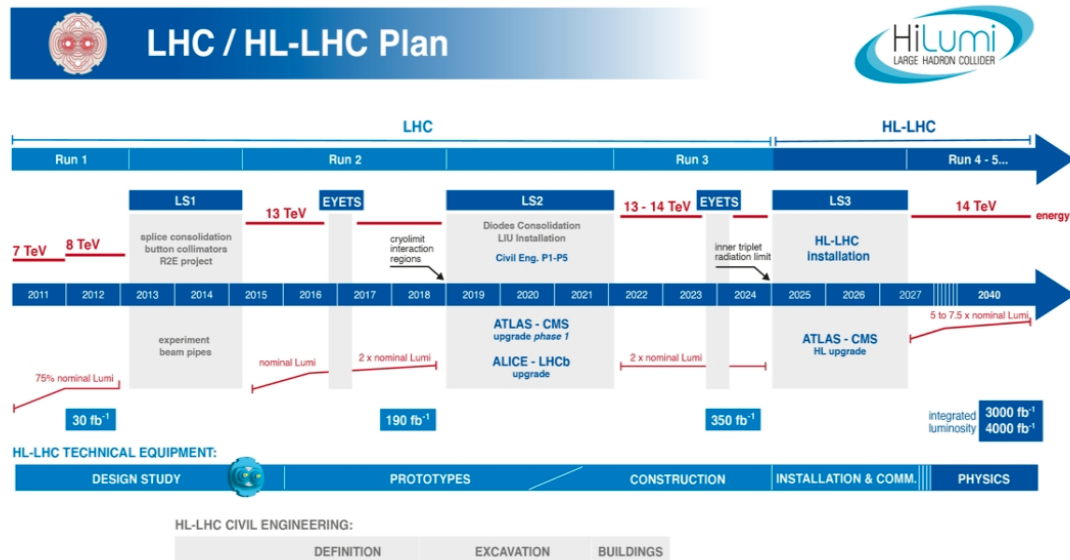 LHC / HL-LHC Plan
HiLumi
LARGE HADRON COLLIDER
LHC
HL-LHC
Run 1
Run 2
Run 3
Run 4 - 5...
LS1
EYETS
LS2
EYETS
LS3
13 TeV
13 - 14 TeV
14 TeV
energy
splice consolidation
button collimators
R2E project
Diodes Consolidation
LIU Installation
Civil Eng. P1-P5
cryolimit
interaction
regions
inner triplet
radiation limit
HL-LHC
installation
7 TeV
8 TeV
2011
2012
2013
2014
2015
2016
2017
2018
2019
2020
2021
2022
2023
2024
2025
2026
2027
2040
5 to 7.5 x nominal Lumi
experiment
beam pipes
ATLAS - CMS
upgrade phase 1
ALICE - LHCb
upgrade
ATLAS - CMS
HL upgrade
75% nominal Lumi
nominal Lumi
2 x nominal Lumi
2 x nominal Lumi
30 fb⁻¹
190 fb⁻¹
350 fb⁻¹
integrated
luminosity
3000 fb⁻¹
4000 fb⁻¹
HL-LHC TECHNICAL EQUIPMENT:
DESIGN STUDY
PROTOTYPES
CONSTRUCTION
INSTALLATION & COMM.
PHYSICS
HL-LHC CIVIL ENGINEERING:
DEFINITION
EXCAVATION
BUILDINGS